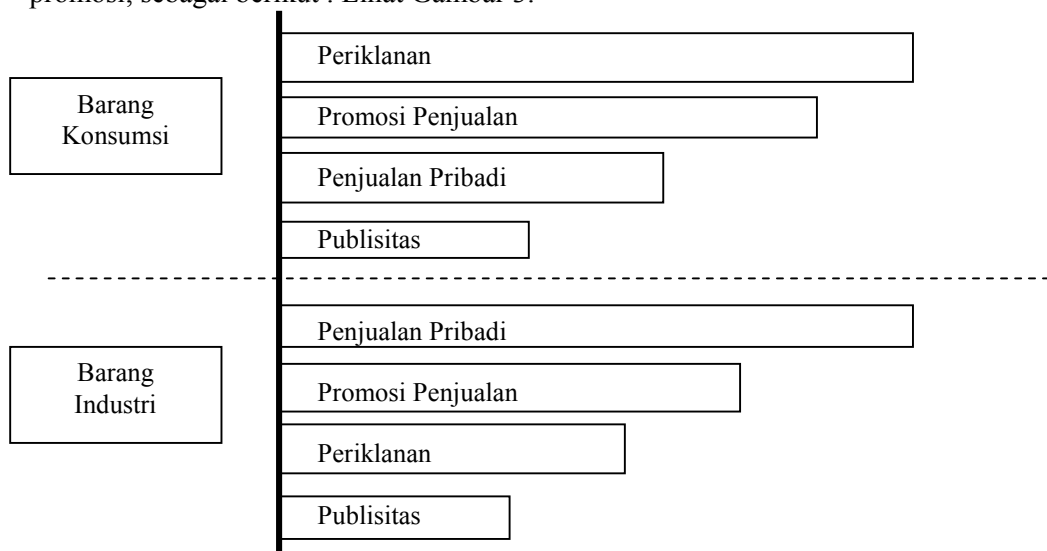 promosi, sebagai berikut : Lihat Gambar 3.
Periklanan
Barang
Konsumsi
Promosi Penjualan
Penjualan Pribadi
Publisitas
Penjualan Pribadi
Barang
Industri
Promosi Penjualan
Periklanan
Publisitas